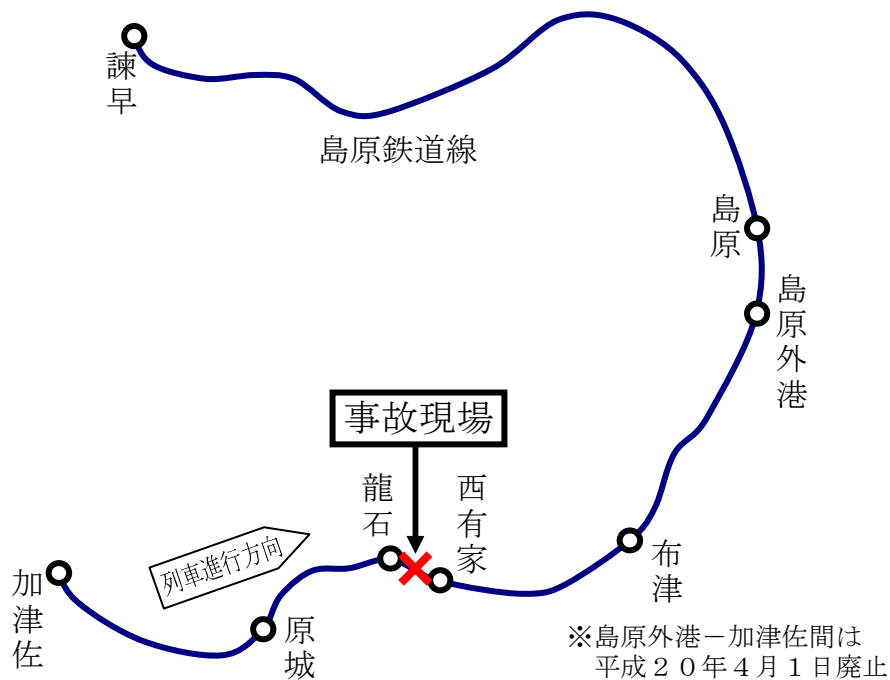 諫早
島原鉄道線
島原
島原外港
事故現場
龍石
西有家
列車進行方向
布津
加津佐
原城
※島原外港－加津佐間は
平成２０年４月１日廃止